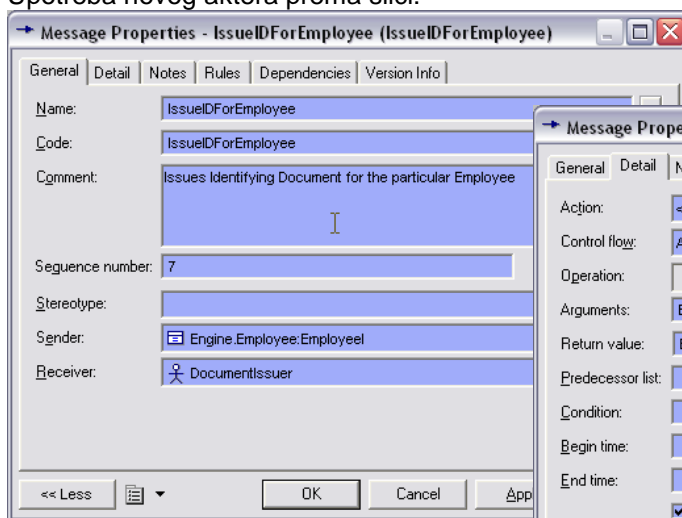 Upotreba novog aktera prema slici:
Message Properties - IssueIDForEmployee (IssueIDForEmployee)
General Detail Notes Rules Dependencies Version Info
Name: IssueIDForEmployee
Code: IssueIDForEmployee
Comment: Issues Identifying Document for the particular Employee
Sequence number: 7
Stereotype:
Sender: Engine.Employee:EmployeeI
Receiver: DocumentIssuer
<< Less OK Cancel App
Message Prope
General Detail N
Action: <
Control flow: A
Operation:
Arguments: E
Return value:
Predecessor list:
Condition:
Begin time:
End time: